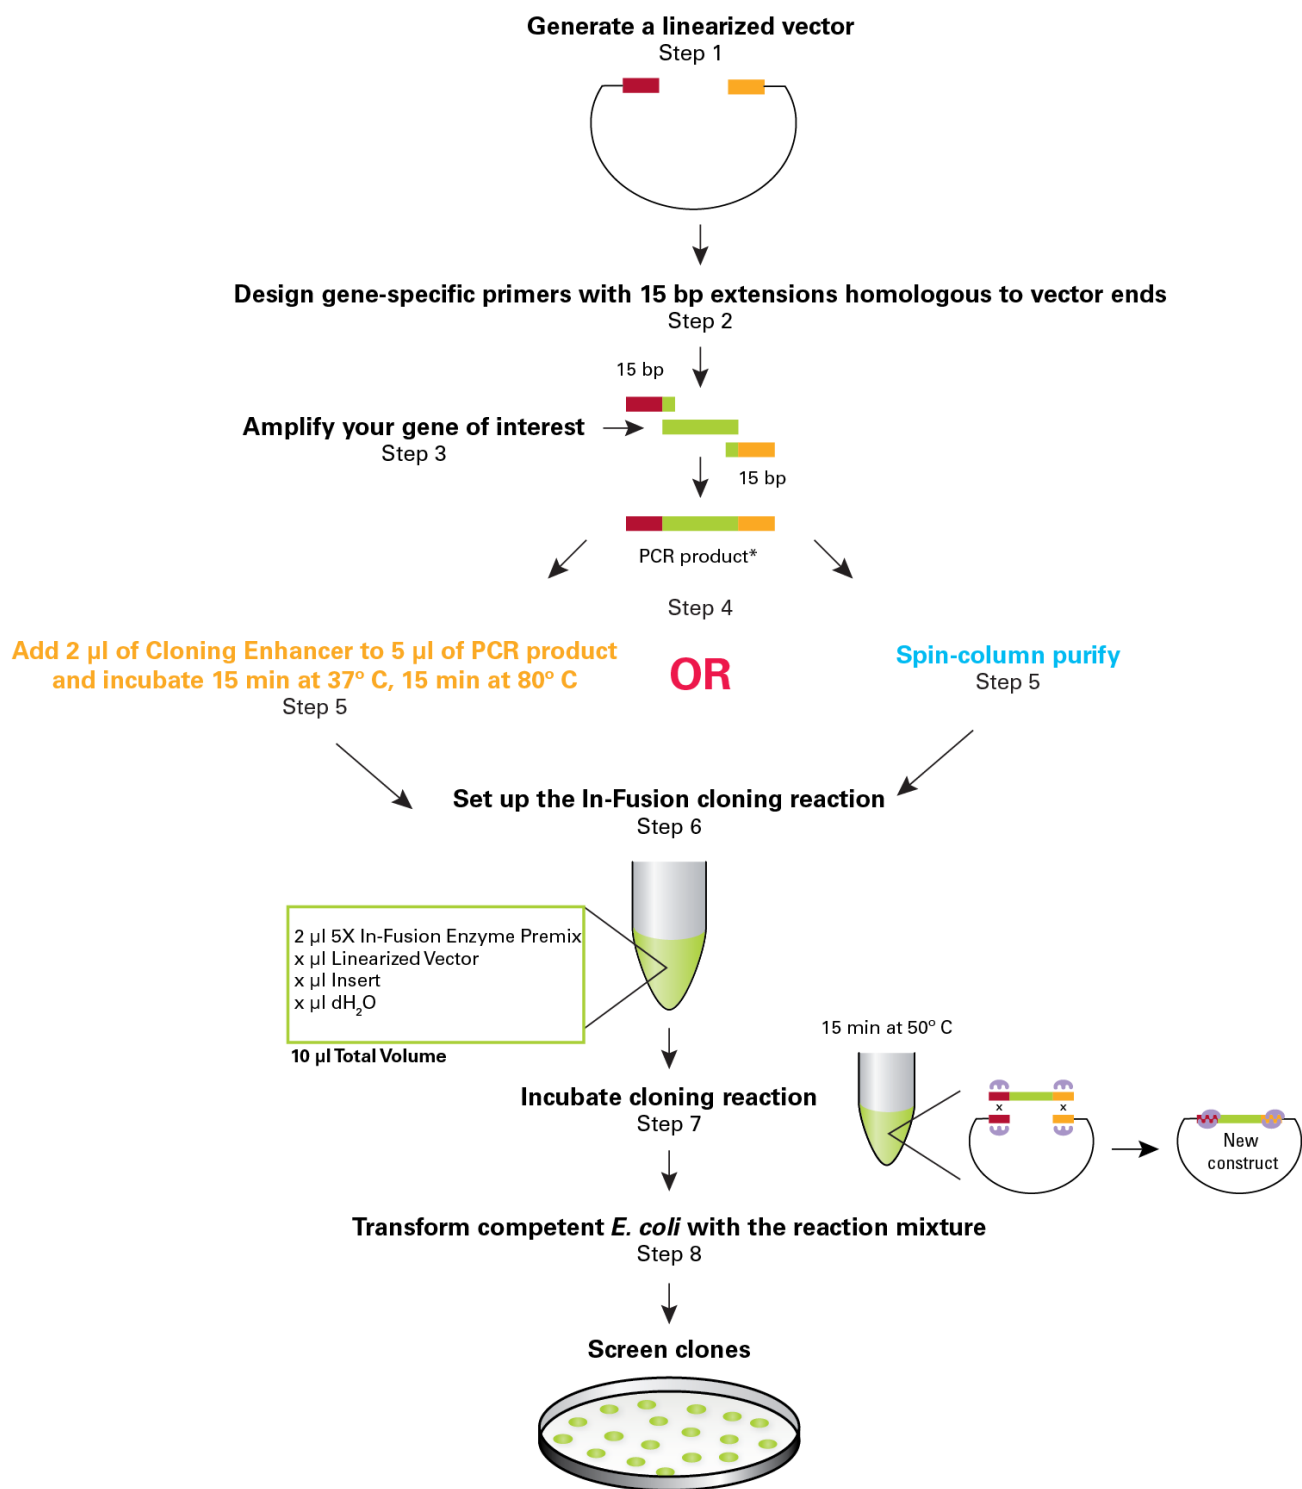 Generate a linearized vector
Step 1
Design gene-specific primers with 15 bp extensions homologous to vector ends
Step 2
15 bp
Amplify your gene of interest
Step 3
15 bp
PCR product*
Step 4
Add 2 µl of Cloning Enhancer to 5 µl of PCR product
and incubate 15 min at 37º C, 15 min at 80º C
Step 5
OR
Spin-column purify
Step 5
Set up the In-Fusion cloning reaction
Step 6
2 µl 5X In-Fusion Enzyme Premix
x µl Linearized Vector
x µl Insert
x µl dH₂O
10 µl Total Volume
15 min at 50º C
Incubate cloning reaction
Step 7
x x
New
construct
Transform competent E. coli with the reaction mixture
Step 8
Screen clones